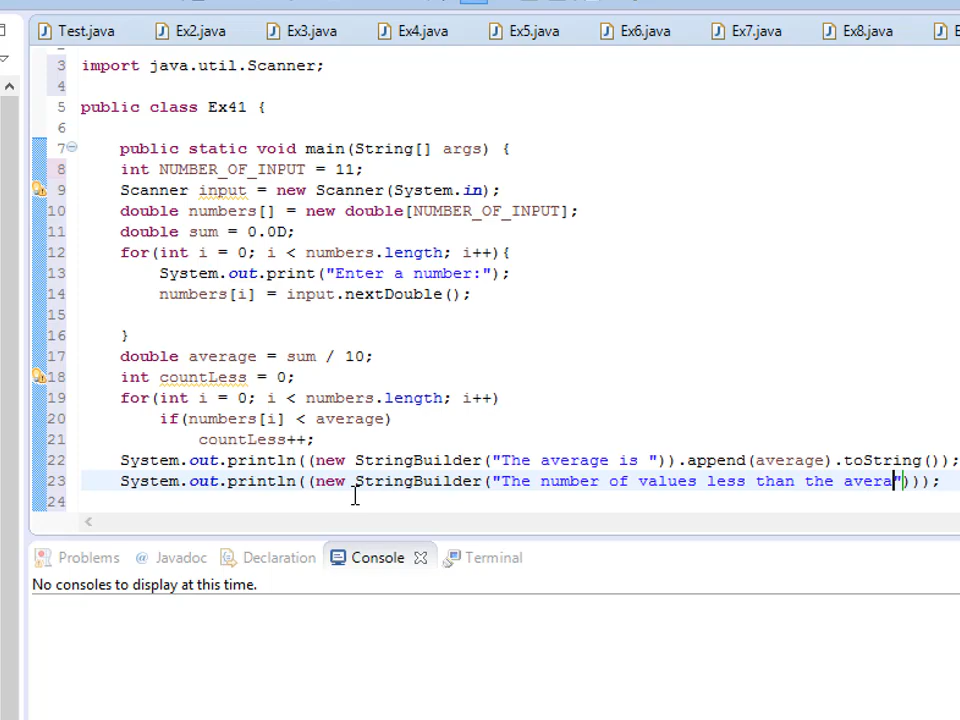 Test.java Ex2.java Ex3.java Ex4.java Ex5.java Ex6.java Ex7.java Ex8.java
3 import java.util.Scanner;
4
5 public class Ex41 {
6
7 public static void main(String[] args) {
8 int NUMBER_OF_INPUT = 11;
9 Scanner input = new Scanner(System.in);
10 double numbers[] = new double[NUMBER_OF_INPUT];
11 double sum = 0.0D;
12 for(int i = 0; i < numbers.length; i++){
13 System.out.print("Enter a number:");
14 numbers[i] = input.nextDouble();
15
16 }
17 double average = sum / 10;
18 int countLess = 0;
19 for(int i = 0; i < numbers.length; i++)
20 if(numbers[i] < average)
21 countLess++;
22 System.out.println((new StringBuilder("The average is ")).append(average).toString());
23 System.out.println((new StringBuilder("The number of values less than the avera")));
24
Problems @ Javadoc Declaration Console Terminal
No consoles to display at this time.